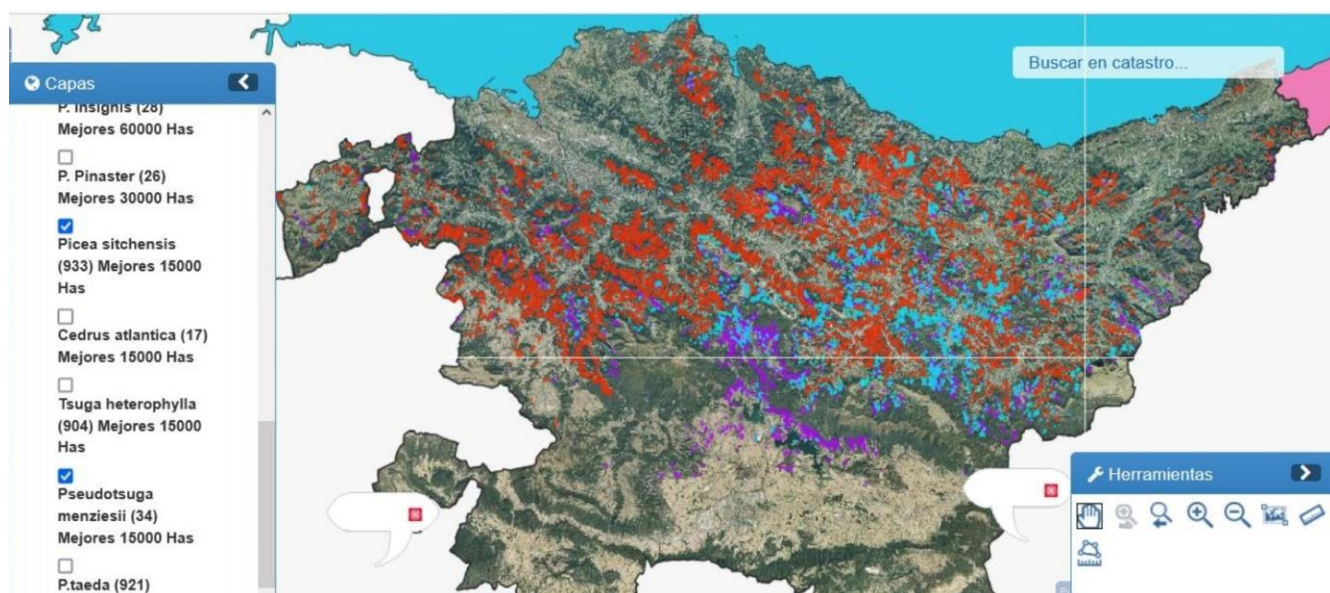 Capas
P. Insignis (28)
Mejores 60000 Has
P. Pinaster (26)
Mejores 30000 Has
Picea sitchensis
(933) Mejores 15000
Has
Cedrus atlantica (17)
Mejores 15000 Has
Tsuga heterophylla
(904) Mejores 15000
Has
Pseudotsuga
menziesii (34)
Mejores 15000 Has
P.taeda (921)
Buscar en catastro...
Herramientas